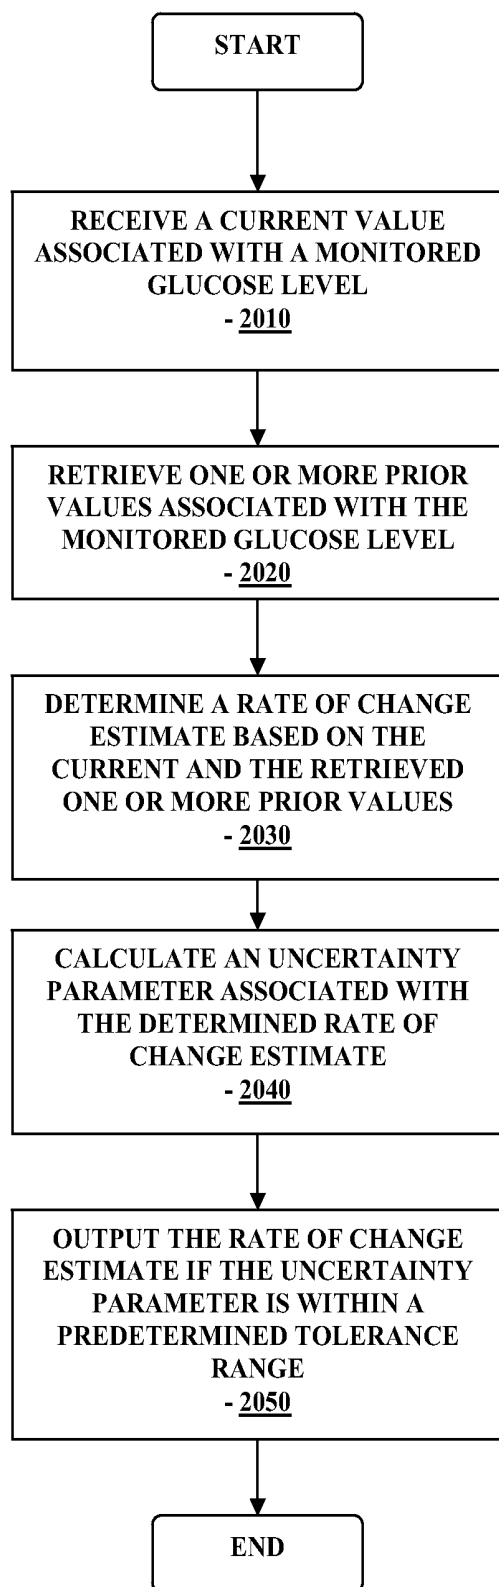 START
RECEIVE A CURRENT VALUE
ASSOCIATED WITH A MONITORED
GLUCOSE LEVEL
- 2010
RETRIEVE ONE OR MORE PRIOR
VALUES ASSOCIATED WITH THE
MONITORED GLUCOSE LEVEL
- 2020
DETERMINE A RATE OF CHANGE
ESTIMATE BASED ON THE
CURRENT AND THE RETRIEVED
ONE OR MORE PRIOR VALUES
- 2030
CALCULATE AN UNCERTAINTY
PARAMETER ASSOCIATED WITH
THE DETERMINED RATE OF
CHANGE ESTIMATE
- 2040
OUTPUT THE RATE OF CHANGE
ESTIMATE IF THE UNCERTAINTY
PARAMETER IS WITHIN A
PREDETERMINED TOLERANCE
RANGE
- 2050
END